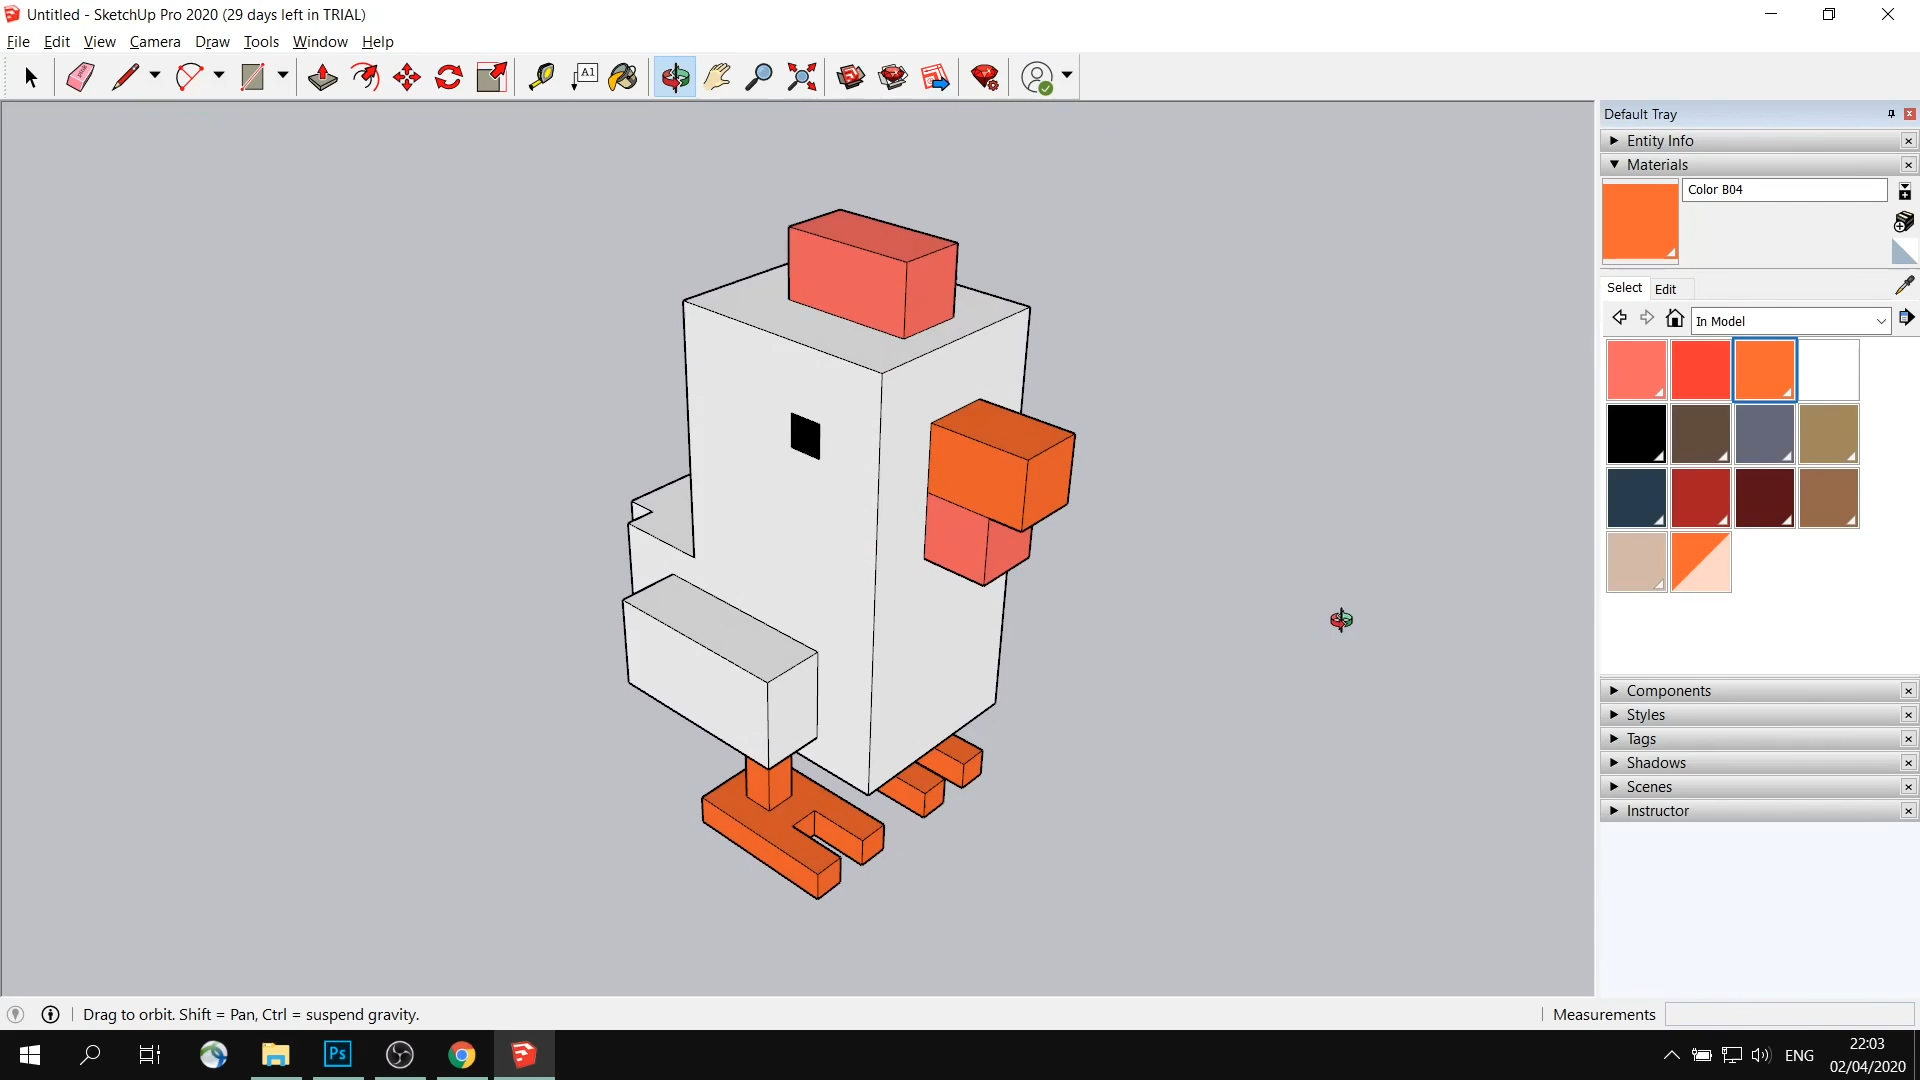 Untitled - SketchUp Pro 2020 (29 days left in TRIAL)
File Edit View Camera Draw Tools Window Help
A1
Default Tray
Entity Info
Materials
Color B04
Select Edit
In Model
Components
Styles
Tags
Shadows
Scenes
Instructor
Drag to orbit. Shift = Pan, Ctrl = suspend gravity.
Measurements
Ps
ENG
22:03
02/04/2020